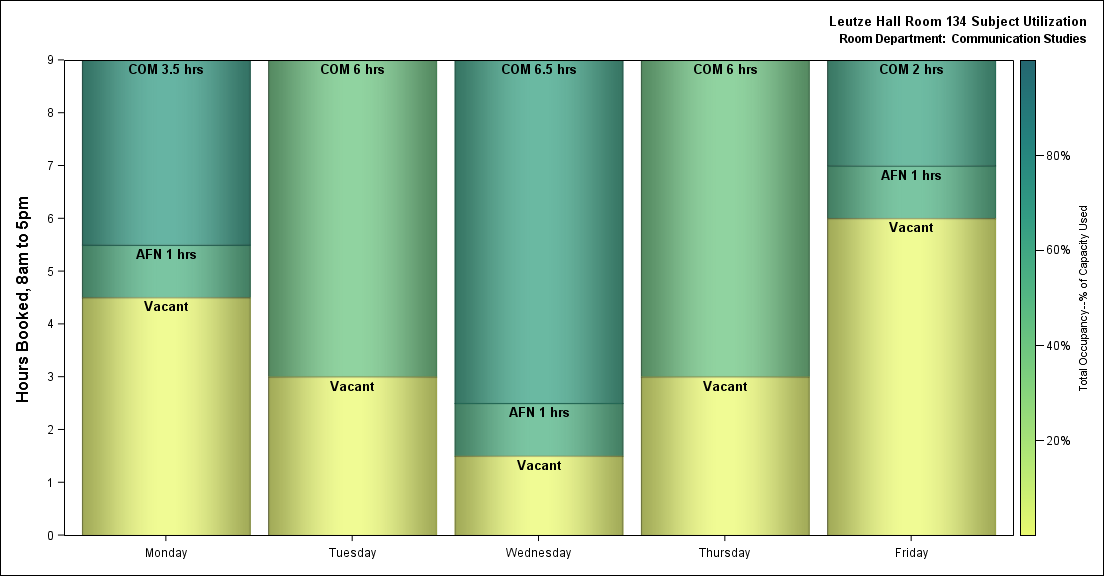 Leutze Hall Room 134 Subject Utilization
Room Department: Communication Studies
Hours Booked, 8am to 5pm
9
8
7
6
5
4
3
2
1
0
COM 3.5 hrs
AFN 1 hrs
Vacant
COM 6 hrs
Vacant
COM 6.5 hrs
AFN 1 hrs
Vacant
COM 6 hrs
Vacant
COM 2 hrs
AFN 1 hrs
Vacant
Monday
Tuesday
Wednesday
Thursday
Friday
80%
60%
40%
20%
Total Occupancy--% of Capacity Used